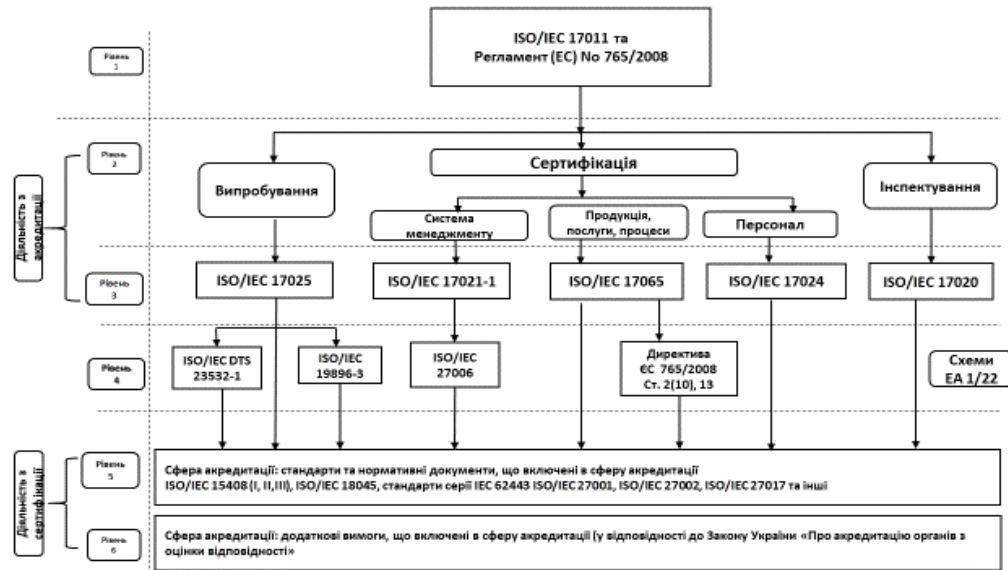 ISO/IEC 17011 та
Регламент (ЕС) No 765/2008
Рівень
1
Рівень
2
Сертифікація
Випробування
Інспектування
Система
менеджменту
Продукція,
послуги, процеси
Персонал
Діяльність з
акредитації
Рівень
3
ISO/IEC 17025
ISO/IEC 17021-1
ISO/IEC 17065
ISO/IEC 17024
ISO/IEC 17020
Рівень
4
ISO/IEC DTS
23532-1
ISO/IEC
19896-3
ISO/IEC
27006
Директива
ЄС 765/2008
Ст. 2(10), 13
Схеми
EA 1/22
Діяльність з
сертифікації
Рівень
5
Сфера акредитації: стандарти та нормативні документи, що включені в сферу акредитації
ISO/IEC 15408 (I, II,III), ISO/IEC 18045, стандарти серії IEC 62443 ISO/IEC 27001, ISO/IEC 27002, ISO/IEC 27017 та інші
Рівень
6
Сфера акредитації: додаткові вимоги, що включені в сферу акредитації (у відповідності до Закону України «Про акредитацію органів з
оцінки відповідності»